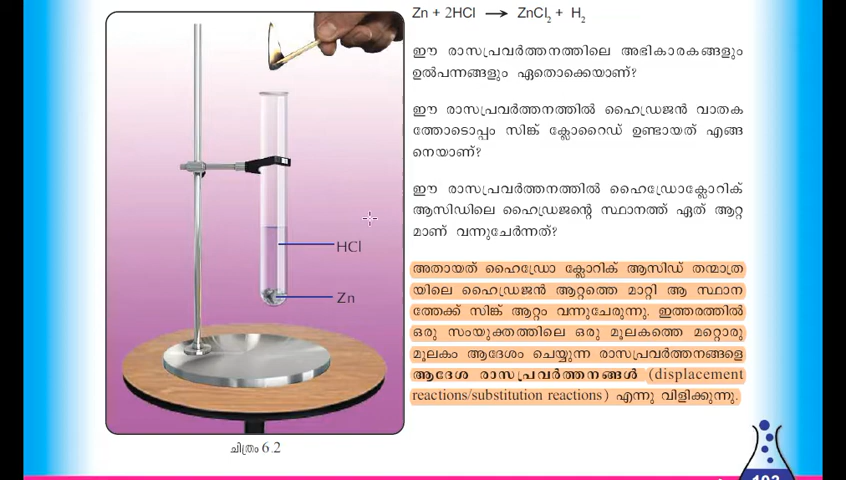 Zn + 2HCl → ZnCl₂ + H₂
ഈ രാസപ്രവർത്തനത്തിലെ അഭികാരകങ്ങളും
ഉൽപന്നങ്ങളും ഏതൊക്കെയാണ്?
ഈ രാസപ്രവർത്തനത്തിൽ ഹൈഡ്രജൻ വാതക
ത്തോടൊപ്പം സിങ്ക് ക്ലോറൈഡ് ഉണ്ടായത് എങ്ങ
നെയാണ്?
ഈ രാസപ്രവർത്തനത്തിൽ ഹൈഡ്രോക്ലോറിക്
ആസിഡിലെ ഹൈഡ്രജന്റെ സ്ഥാനത്ത് ഏത് ആറ്റ
മാണ് വന്നുചേർന്നത്?
അതായത് ഹൈഡ്രോ ക്ലോറിക് ആസിഡ് തന്മാത്ര
യിലെ ഹൈഡ്രജൻ ആറ്റത്തെ മാറ്റി ആ സ്ഥാന
ത്തേക്ക് സിങ്ക് ആറ്റം വന്നുചേരുന്നു. ഇത്തരത്തിൽ
ഒരു സംയുക്തത്തിലെ ഒരു മൂലകത്തെ മറ്റൊരു
മൂലകം ആദേശം ചെയ്യുന്ന രാസപ്രവർത്തനങ്ങളെ
ആദേശ രാസപ്രവർത്തനങ്ങൾ (displacement
reactions/substitution reactions) എന്നു വിളിക്കുന്നു.
HCl
Zn
ചിത്രം 6.2